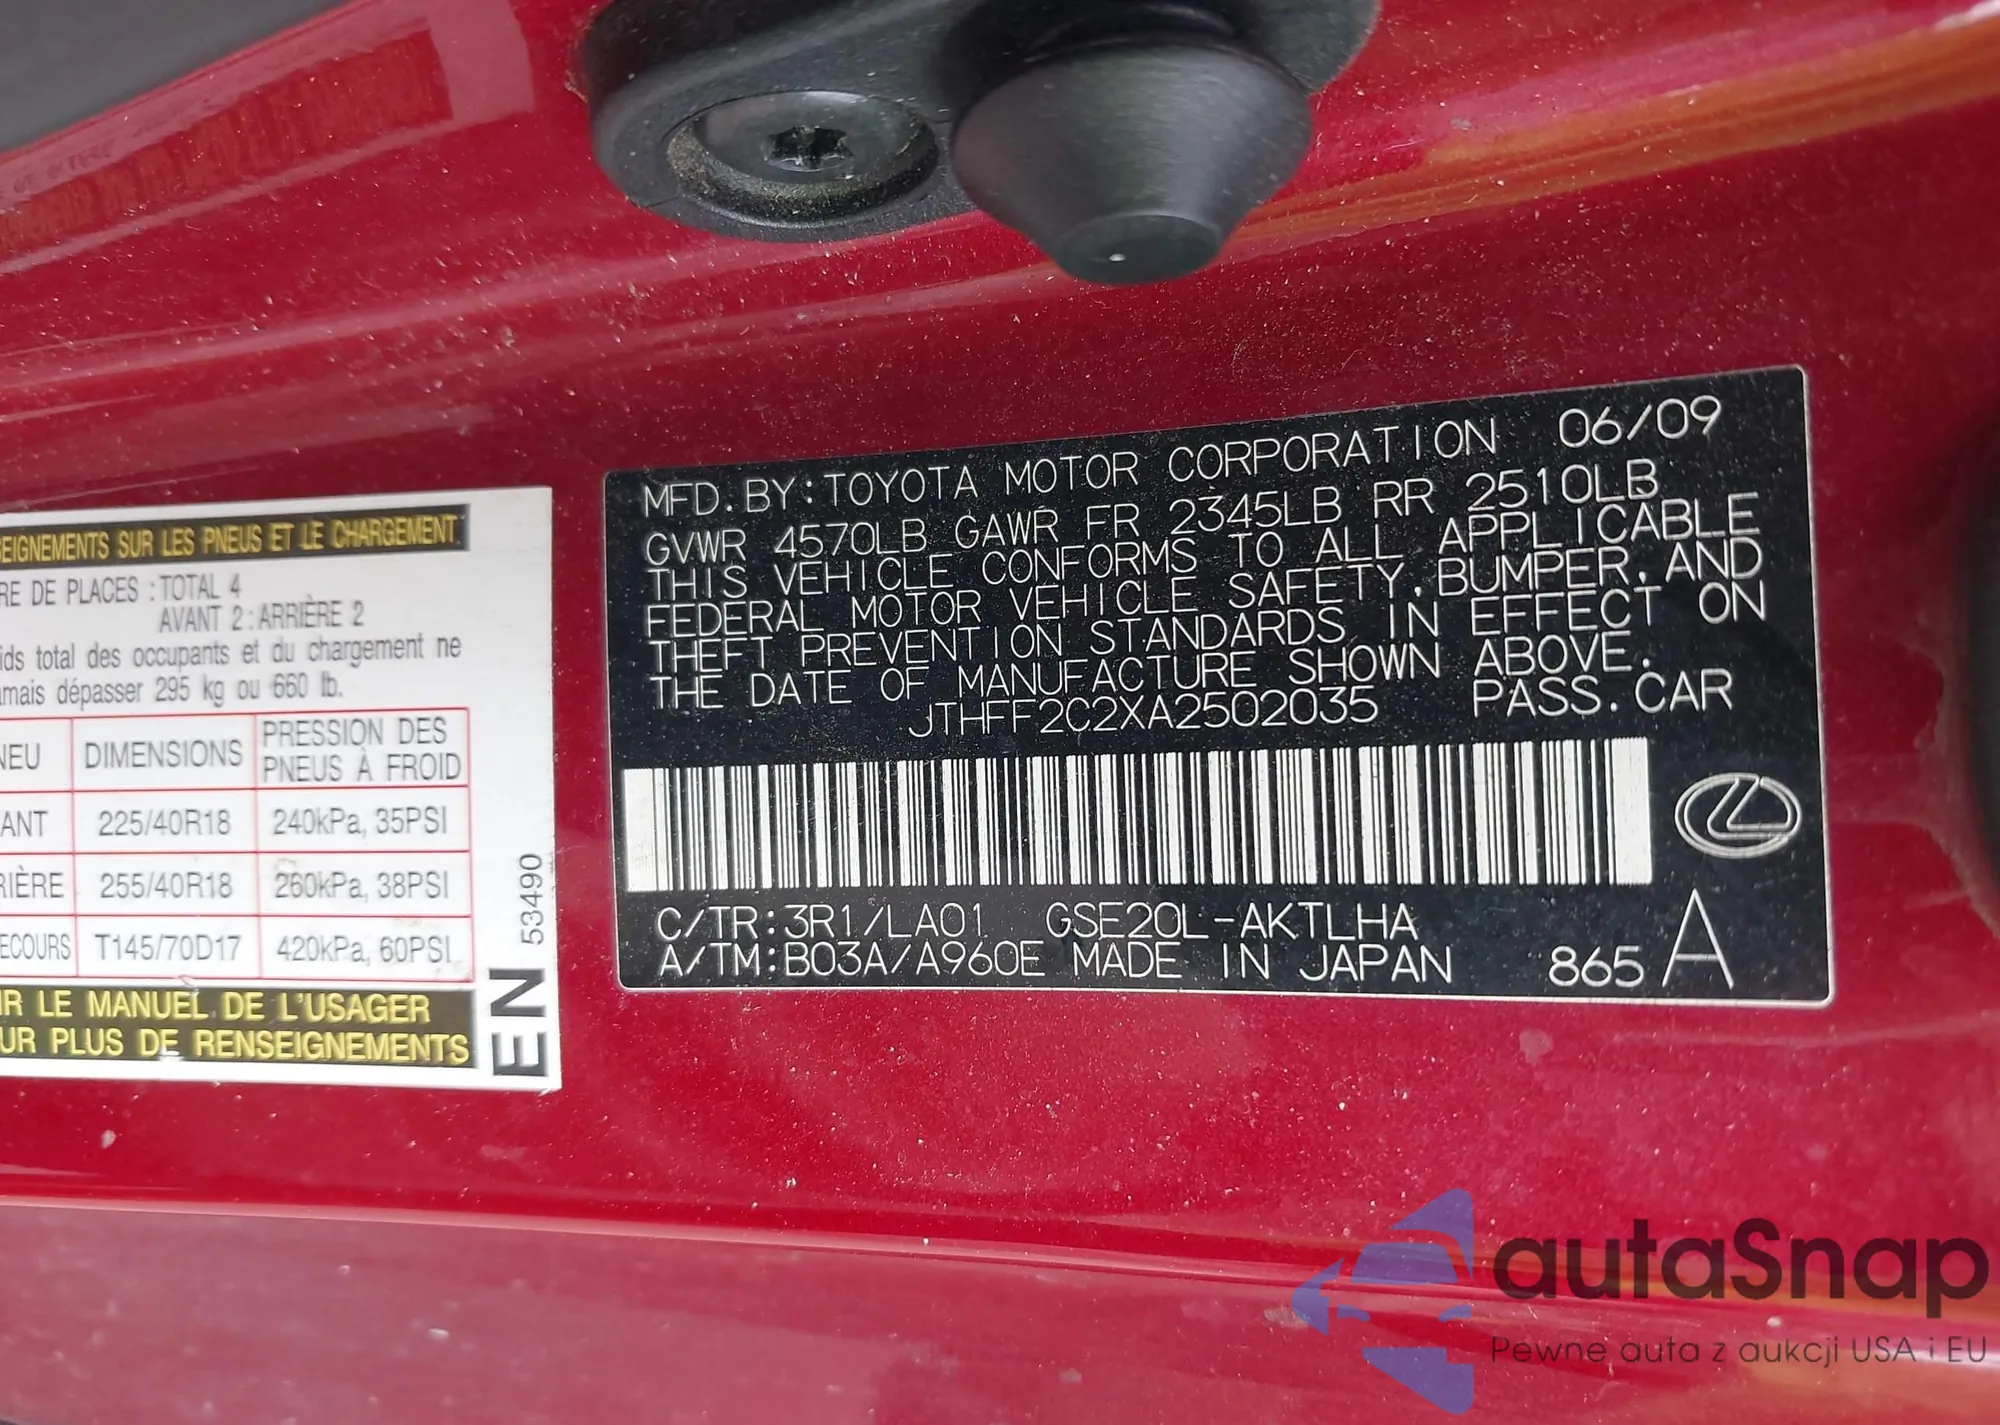 EIGNEMENTS SUR LES PNEUS ET LE CHARGEMENT
RE DE PLACES : TOTAL 4
AVANT 2 : ARRIÈRE 2
ids total des occupants et du chargement ne
amais dépasser 295 kg ou 660 lb.
NEU DIMENSIONS PRESSION DES PNEUS À FROID
ANT 225/40R18 240kPa, 35PSI
RIÈRE 255/40R18 260kPa, 38PSI
ECOURS T145/70D17 420kPa, 60PSI
IR LE MANUEL DE L'USAGER
UR PLUS DE RENSEIGNEMENTS
EN 53490
MFD. BY: TOYOTA MOTOR CORPORATION 06/09
GVWR 4570LB GAWR FR 2345LB RR 2510LB
THIS VEHICLE CONFORMS TO ALL APPLICABLE
FEDERAL MOTOR VEHICLE SAFETY, BUMPER, AND
THEFT PREVENTION STANDARDS IN EFFECT ON
THE DATE OF MANUFACTURE SHOWN ABOVE.
JTHFF2C2XA2502035 PASS. CAR
C/TR: 3R1/LA01 GSE20L-AKTLHA
A/TM: B03A/A960E MADE IN JAPAN 865 A
autaSnap
Pewne auta z aukcji USA i EU